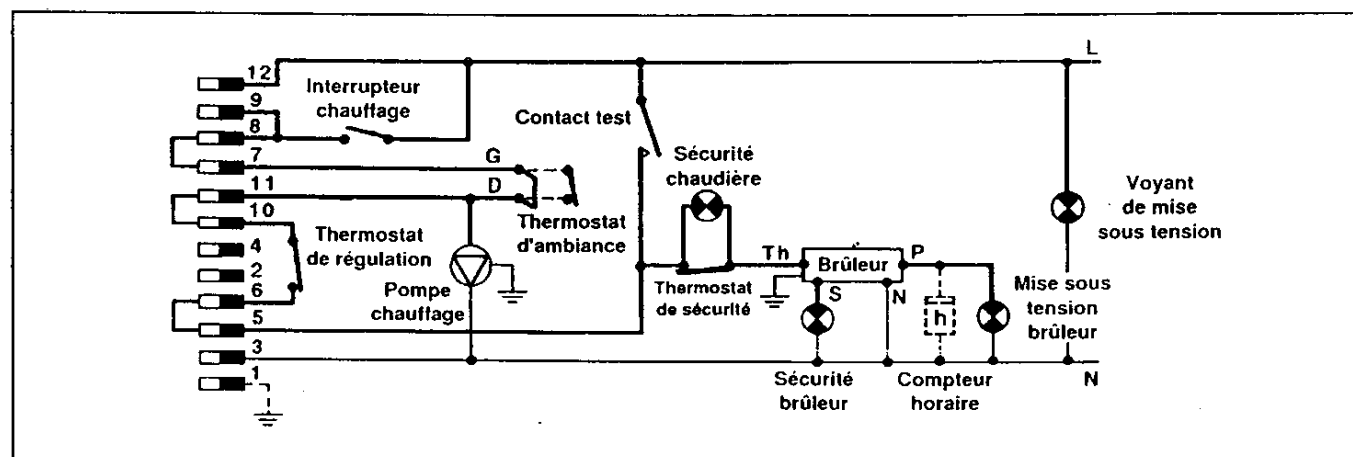 L
12
Interrupteur
chauffage
9
8
Contact test
7
G
Sécurité
chaudière
11
D
Thermostat
d'ambiance
10
Thermostat
de régulation
4
2
6
5
3
1
Pompe
chauffage
Th
Brûleur
P
S
N
Thermostat
de sécurité
h
Voyant
de mise
sous tension
Mise sous
tension
brûleur
N
Sécurité
brûleur
Compteur
horaire